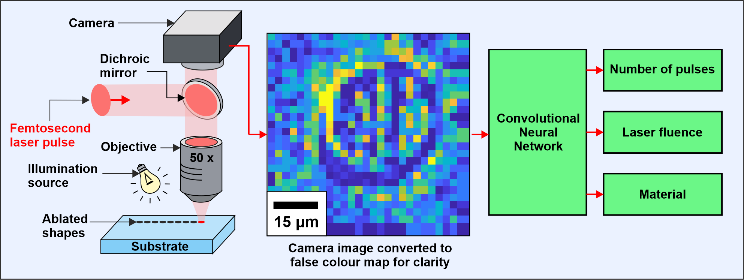 Camera
Dichroic
mirror
Femtosecond
laser pulse
Objective
50 x
Illumination
source
Ablated
shapes
Substrate
15 µm
Camera image converted to
false colour map for clarity
Convolutional
Neural
Network
Number of pulses
Laser fluence
Material